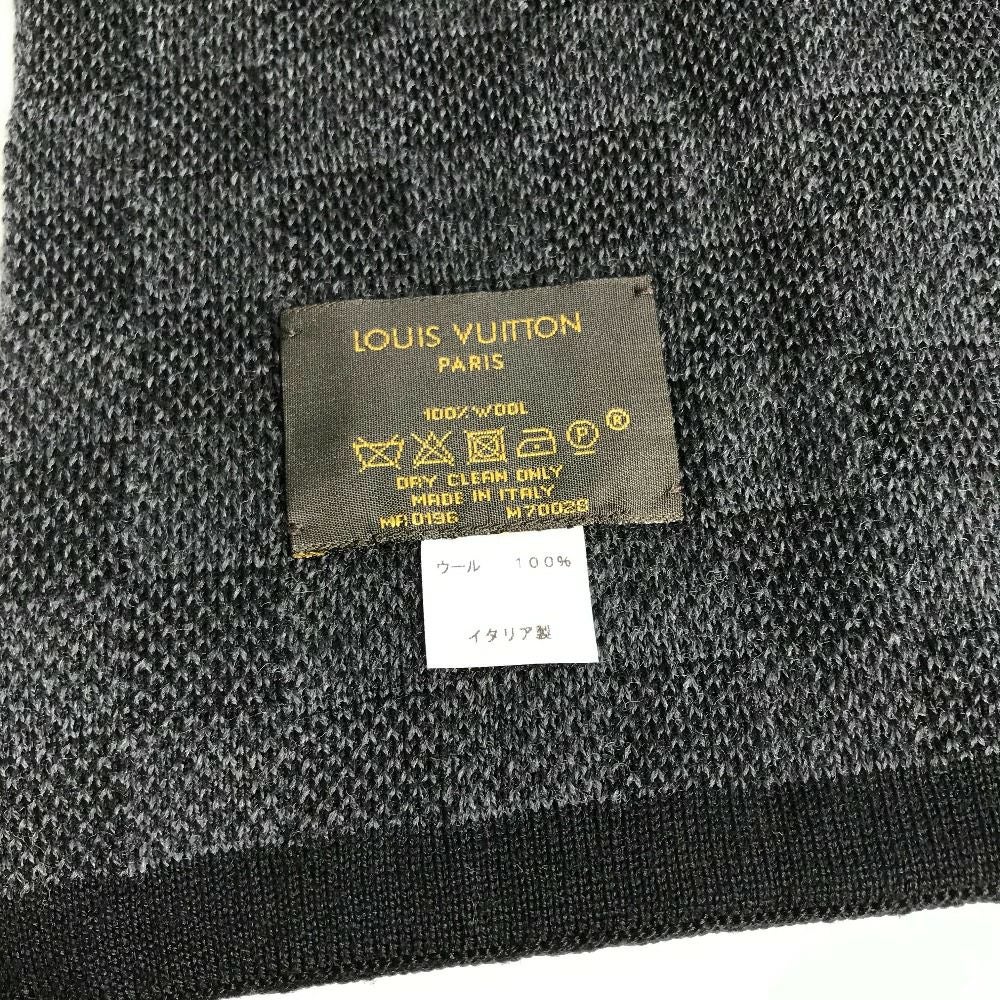 LOUIS VUITTON
PARIS
100% WOOL
P ®
DRY CLEAN ONLY
MADE IN ITALY
M70028
ウール 100%
イタリア製